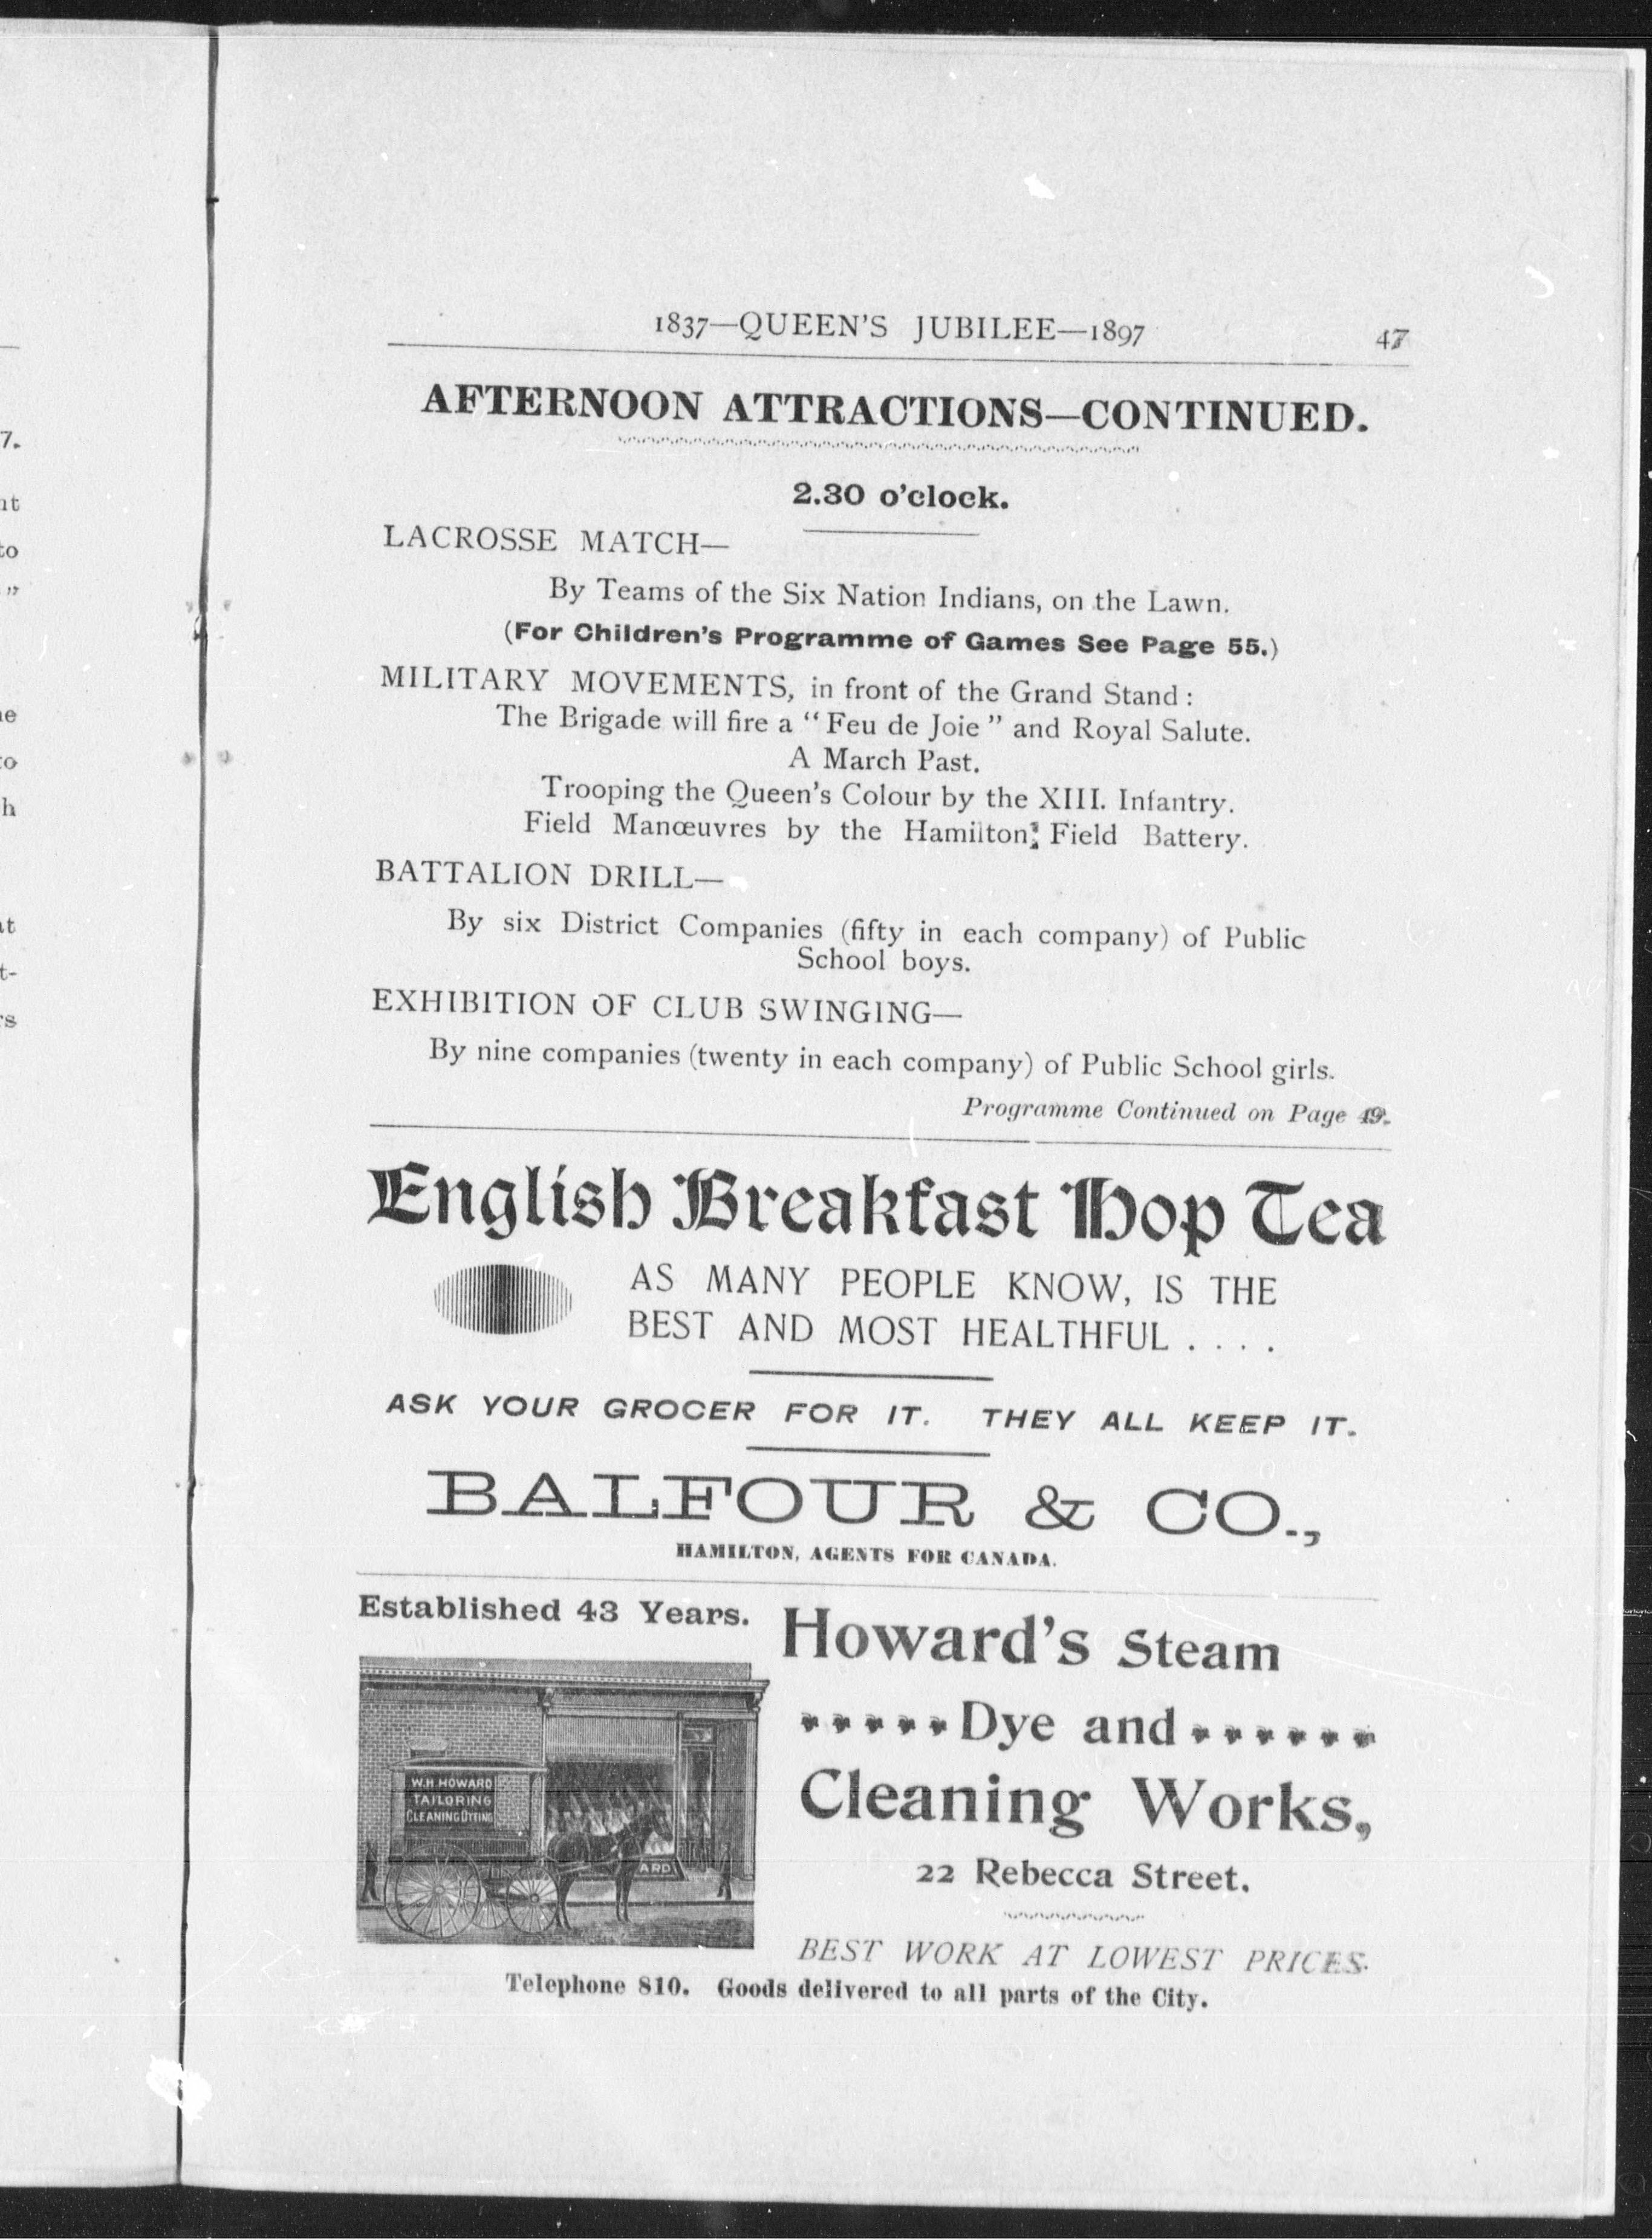 1837—QUEEN'S JUBILEE—1897 47
AFTERNOON ATTRACTIONS—CONTINUED.
2.30 o'clock.
LACROSSE MATCH—
By Teams of the Six Nation Indians, on the Lawn.
(For Children's Programme of Games See Page 55.)
MILITARY MOVEMENTS, in front of the Grand Stand :
The Brigade will fire a "Feu de Joie" and Royal Salute.
A March Past.
Trooping the Queen's Colour by the XIII. Infantry.
Field Manœuvres by the Hamilton Field Battery.
BATTALION DRILL—
By six District Companies (fifty in each company) of Public
School boys.
EXHIBITION OF CLUB SWINGING—
By nine companies (twenty in each company) of Public School girls.
Programme Continued on Page 49.
English Breakfast Hop Tea
AS MANY PEOPLE KNOW, IS THE
BEST AND MOST HEALTHFUL . . . .
ASK YOUR GROCER FOR IT. THEY ALL KEEP IT.
BALFOUR & CO.,
HAMILTON, AGENTS FOR CANADA.
Established 43 Years.
Howard's Steam
Dye and
Cleaning Works,
22 Rebecca Street.
BEST WORK AT LOWEST PRICES.
W.H. HOWARD
TAILORING
CLEANING DYEING
ARD
Telephone 810. Goods delivered to all parts of the City.